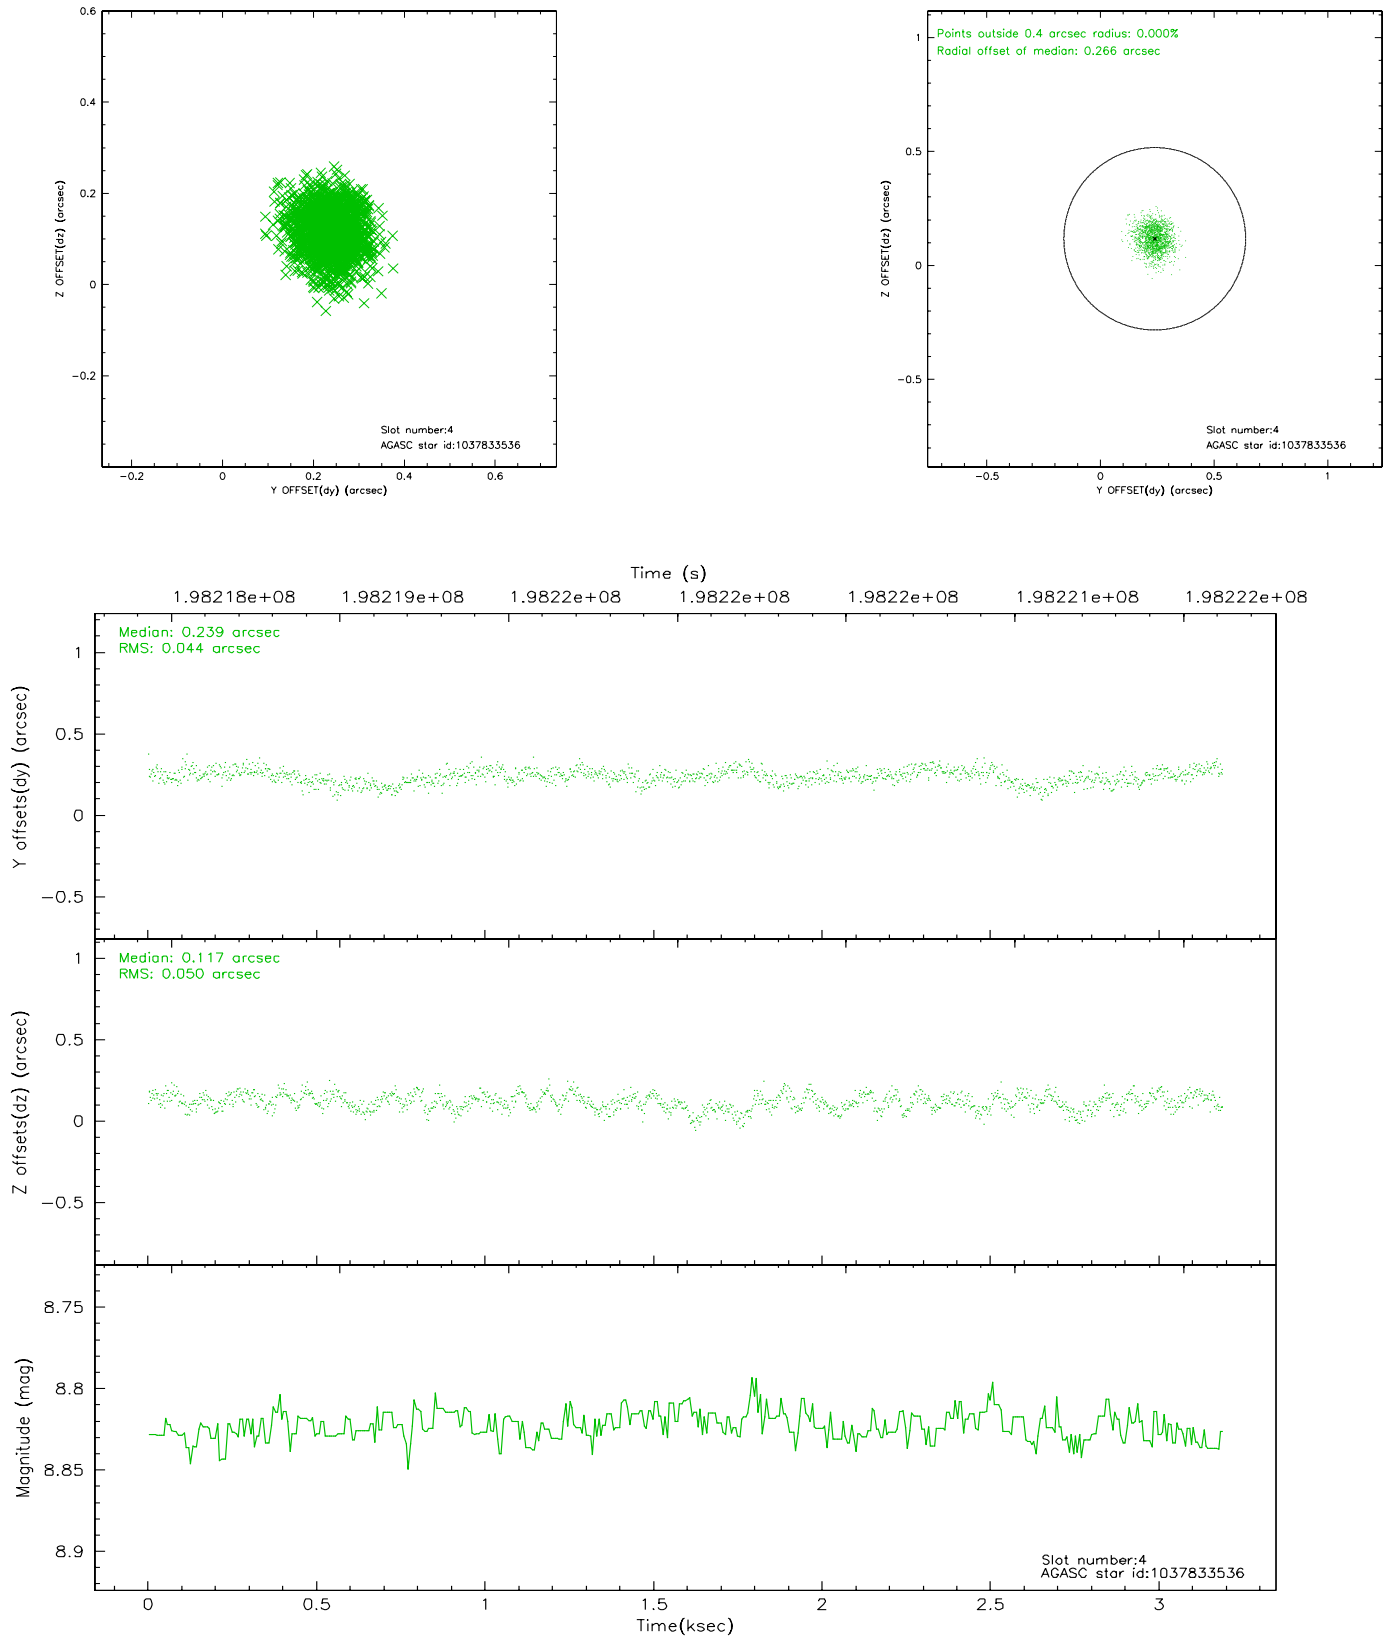 0.6
0.4
0.2
0
−0.2
Z OFFSET(dz) (arcsec)
Slot number:4
AGASC star id:1037833536
−0.2
0
0.2
0.4
0.6
Y OFFSET(dy) (arcsec)
Points outside 0.4 arcsec radius: 0.000%
Radial offset of median: 0.266 arcsec
1
0.5
0
−0.5
Z OFFSET(dz) (arcsec)
Slot number:4
AGASC star id:1037833536
−0.5
0
0.5
1
Y OFFSET(dy) (arcsec)
Time (s)
1.98218e+08
1.98219e+08
1.9822e+08
1.9822e+08
1.9822e+08
1.98221e+08
1.98222e+08
Median: 0.239 arcsec
RMS: 0.044 arcsec
1
0.5
0
−0.5
Y offsets(dy) (arcsec)
Median: 0.117 arcsec
RMS: 0.050 arcsec
1
0.5
0
−0.5
Z offsets(dz) (arcsec)
8.75
8.8
8.85
8.9
Magnitude (mag)
Slot number:4
AGASC star id:1037833536
0
0.5
1
1.5
2
2.5
3
Time(ksec)